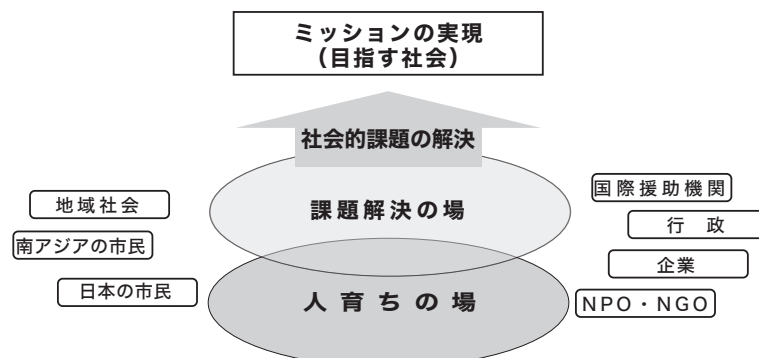 ミッションの実現
(目指す社会)
社会的課題の解決
課題解決の場
人育ちの場
地域社会
南アジアの市民
日本の市民
国際援助機関
行　政
企業
NPO・NGO